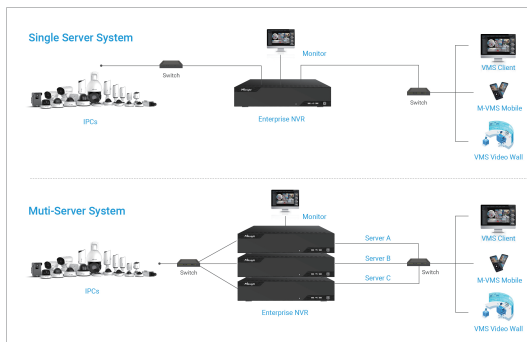 Single Server System
Monitor
Switch
IPCs
Enterprise NVR
Switch
VMS Client
M-VMS Mobile
VMS Video Wall
Muti-Server System
Monitor
Server A
Server B
Server C
Switch
IPCs
Enterprise NVR
Switch
VMS Client
M-VMS Mobile
VMS Video Wall